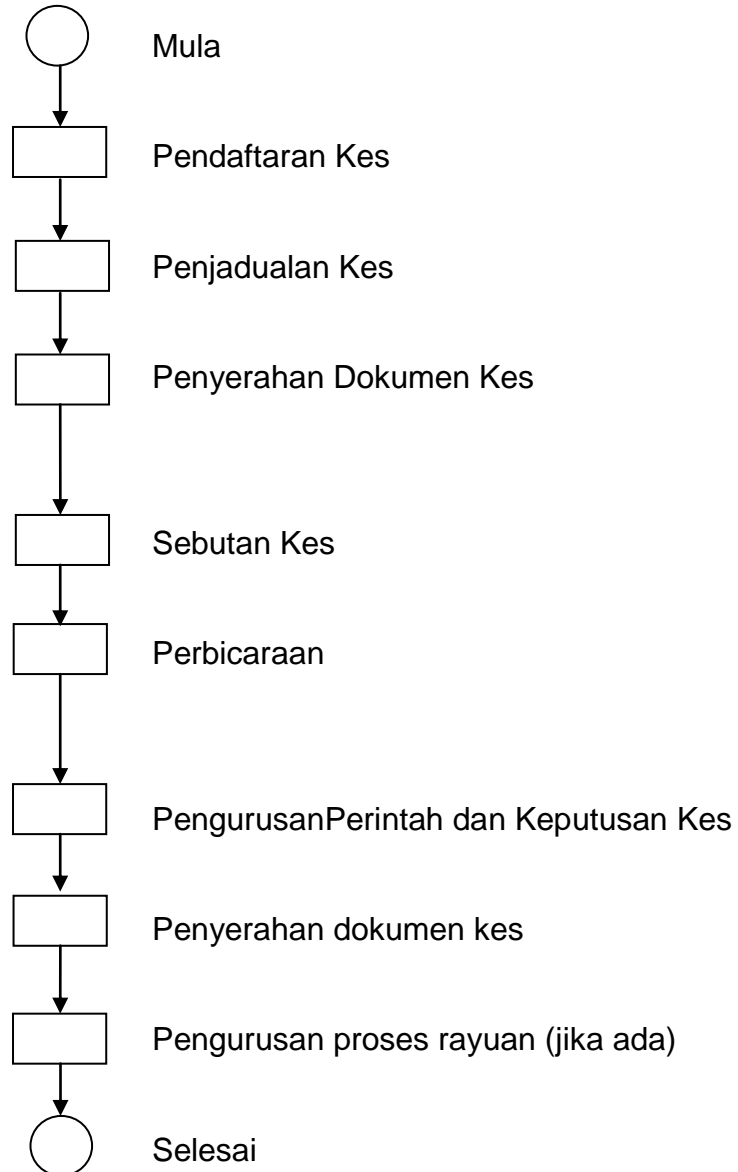 Mula
Pendaftaran Kes
Penjadualan Kes
Penyerahan Dokumen Kes
Sebutan Kes
Perbicaraan
PengurusanPerintah dan Keputusan Kes
Penyerahan dokumen kes
Pengurusan proses rayuan (jika ada)
Selesai